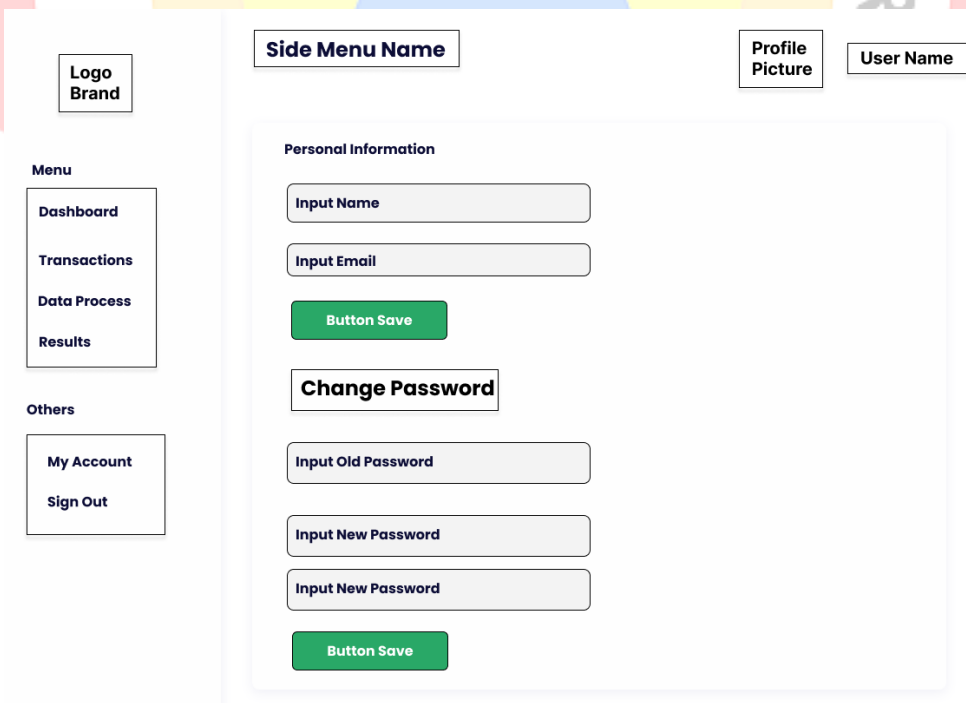 Logo
Brand
Menu
Dashboard
Transactions
Data Process
Results
Others
My Account
Sign Out
Side Menu Name
Profile
Picture
User Name
Personal Information
Input Name
Input Email
Button Save
Change Password
Input Old Password
Input New Password
Input New Password
Button Save